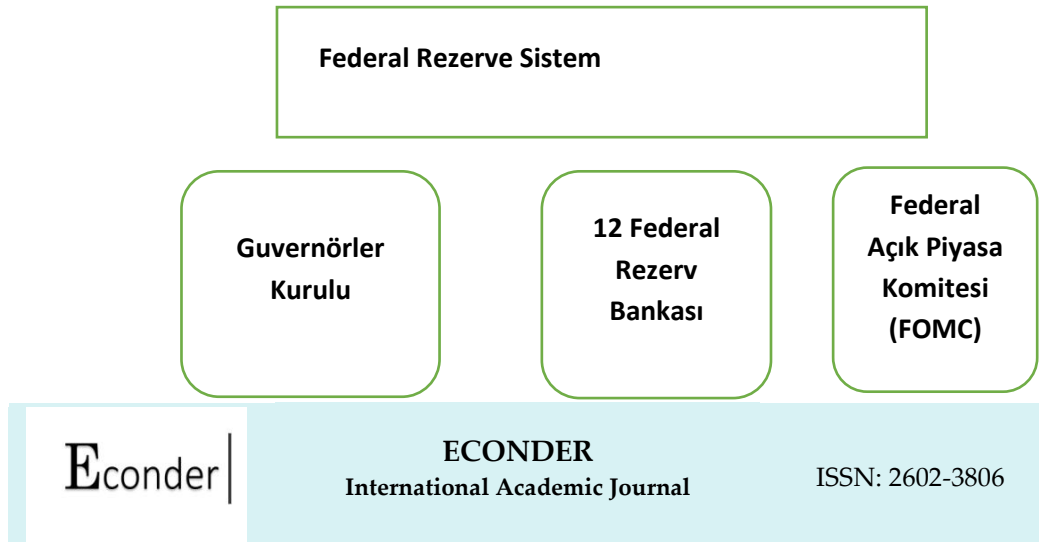 Federal Rezerve Sistem
Guvernörler
Kurulu
12 Federal
Rezerv
Bankası
Federal
Açık Piyasa
Komitesi
(FOMC)
Econder
ECONDER
International Academic Journal
ISSN: 2602-3806